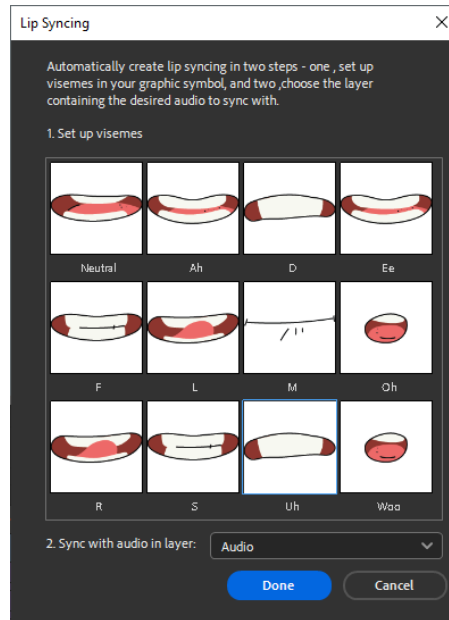 Lip Syncing
Automatically create lip syncing in two steps - one , set up
visemes in your graphic symbol, and two ,choose the layer
containing the desired audio to sync with.
1. Set up visemes
Neutral Ah D Ee
F L M Oh
R S Uh Waa
2. Sync with audio in layer: Audio
Done Cancel